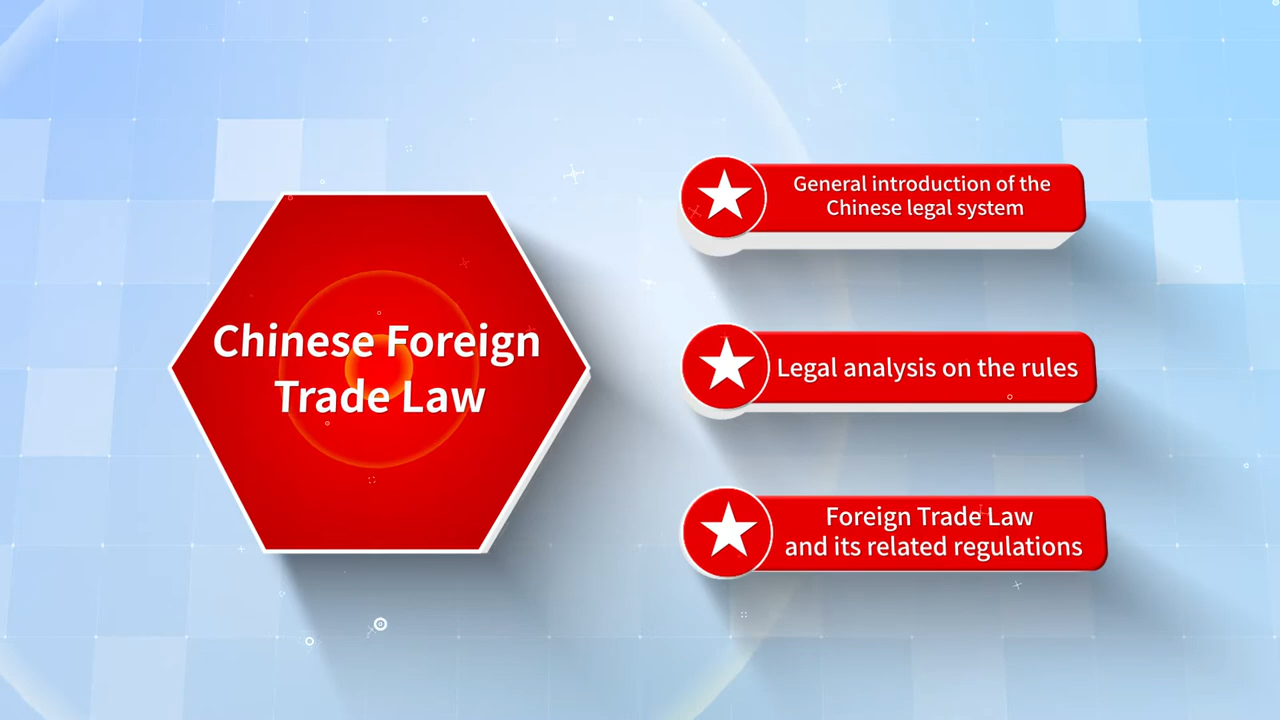 Chinese Foreign
Trade Law
General introduction of the
Chinese legal system
Legal analysis on the rules
Foreign Trade Law
and its related regulations